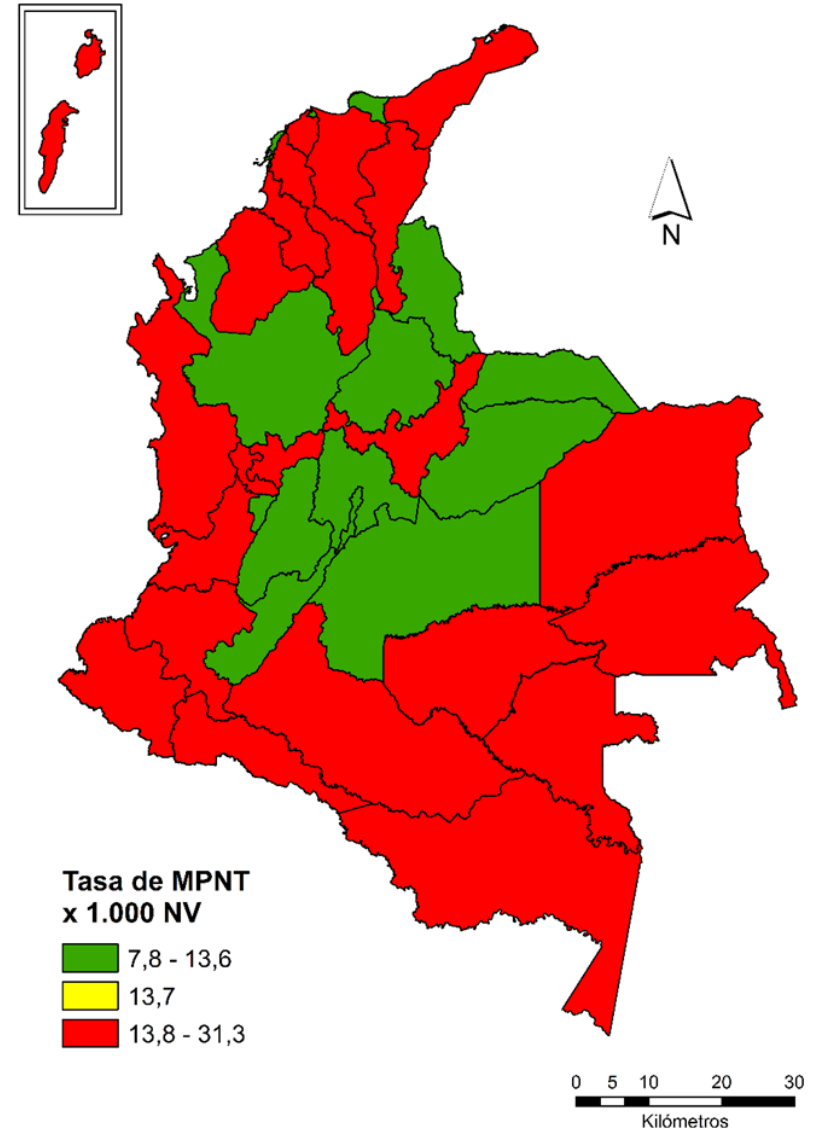 N
Tasa de MPNT
x 1.000 NV
7,8 - 13,6
13,7
13,8 - 31,3
0 5 10 20 30
Kilómetros